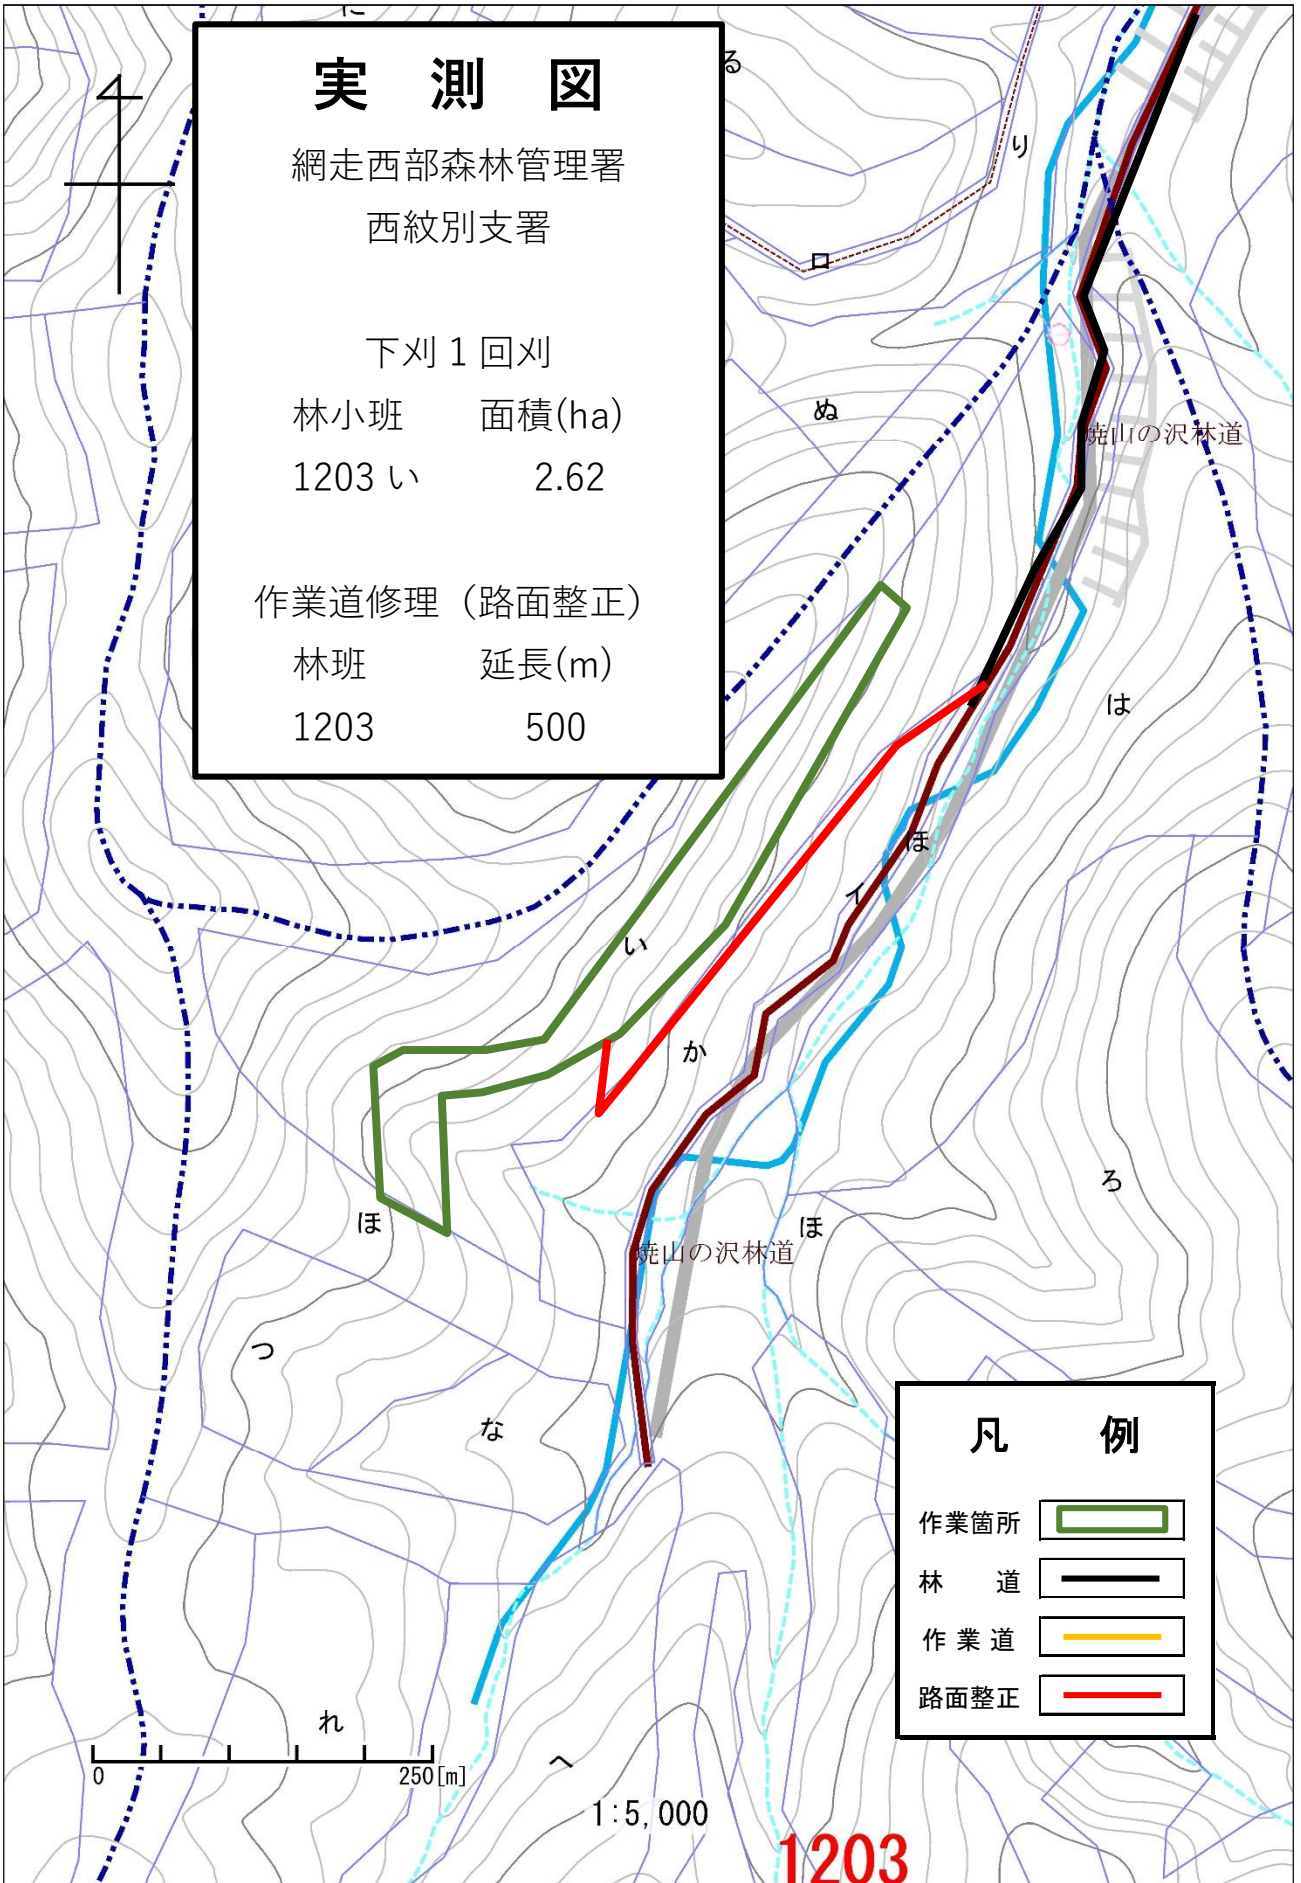 に
実 測 図
網走西部森林管理署
西紋別支署
下刈1回刈
林小班 面積(ha)
1203 い 2.62
作業道修理（路面整正）
林班 延長(m)
1203 500
る
り
ロ
ぬ
焼山の沢林道
は
ほ
イ
い
か
ろ
ほ
ほ
焼山の沢林道
つ
な
れ
へ
凡 例
作業箇所
林 道
作業道
路面整正
0 250[m]
1:5,000
1203